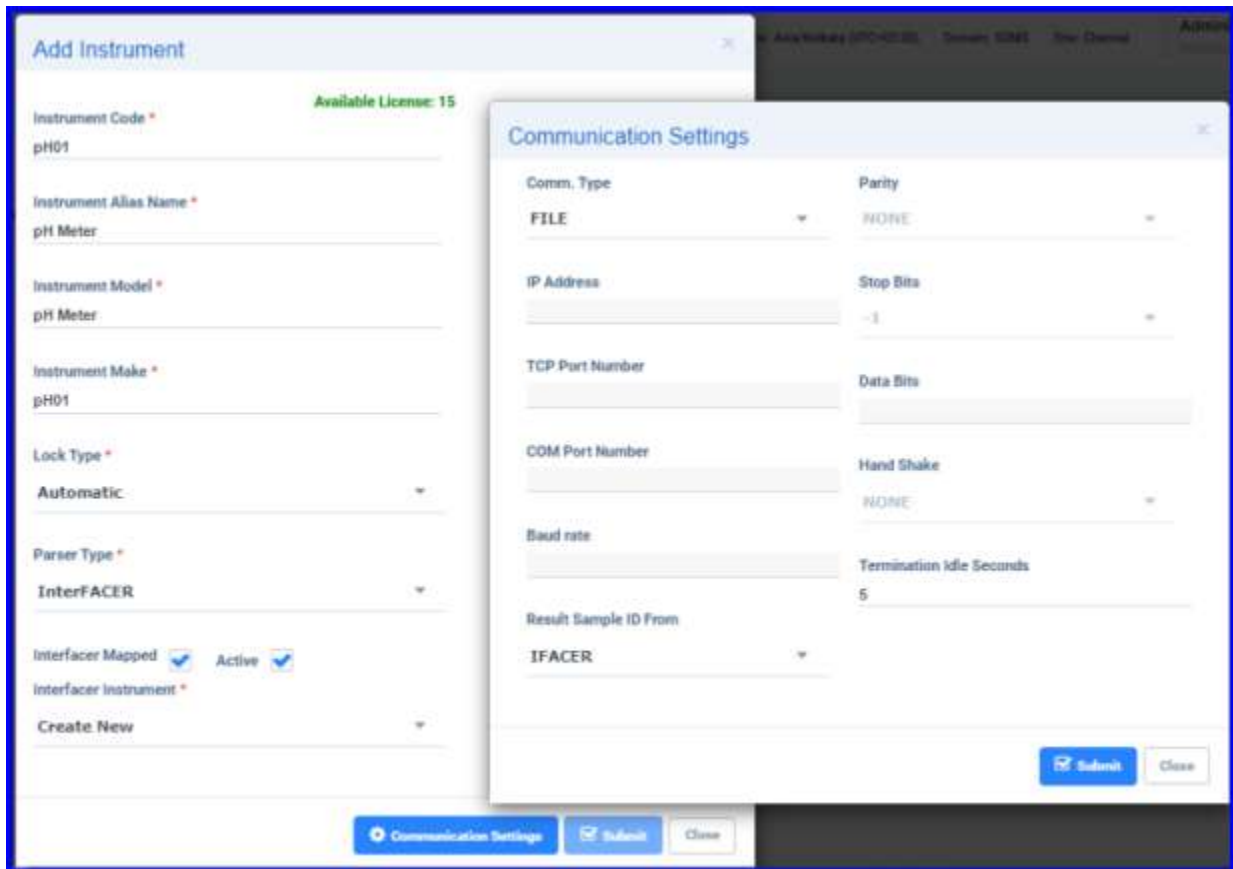 Add Instrument
Available License: 15
Instrument Code *
pH01
Instrument Alias Name *
pH Meter
Instrument Model *
pH Meter
Instrument Make *
pH01
Lock Type *
Automatic
Parser Type *
InterFACER
Interfacer Mapped
Active
Interfacer Instrument *
Create New
Communication Settings
Submit
Close
Communication Settings
Comm. Type
FILE
IP Address
TCP Port Number
COM Port Number
Baud rate
Result Sample ID From
IFACER
Parity
NONE
Stop Bits
-1
Data Bits
Hand Shake
NONE
Termination Idle Seconds
5
Submit
Close